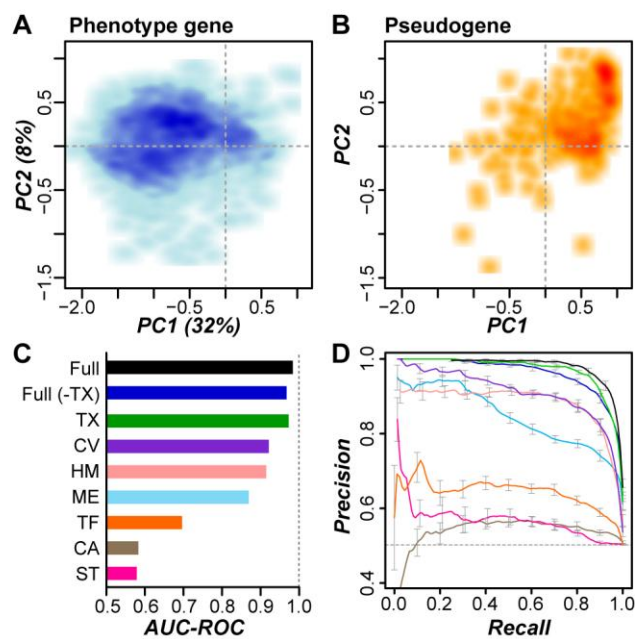 A Phenotype gene
PC2 (8%)
0.5
-0.5
-1.5
-2.0
-0.5
0.5
PC1 (32%)
B Pseudogene
PC2
0.5
-0.5
-1.5
-2.0
-0.5
0.5
PC1
C
Full
Full (-TX)
TX
CV
HM
ME
TF
CA
ST
0.5 0.6 0.7 0.8 0.9 1.0
AUC-ROC
D
Precision
1.0
0.8
0.6
0.4
0.0 0.2 0.4 0.6 0.8 1.0
Recall